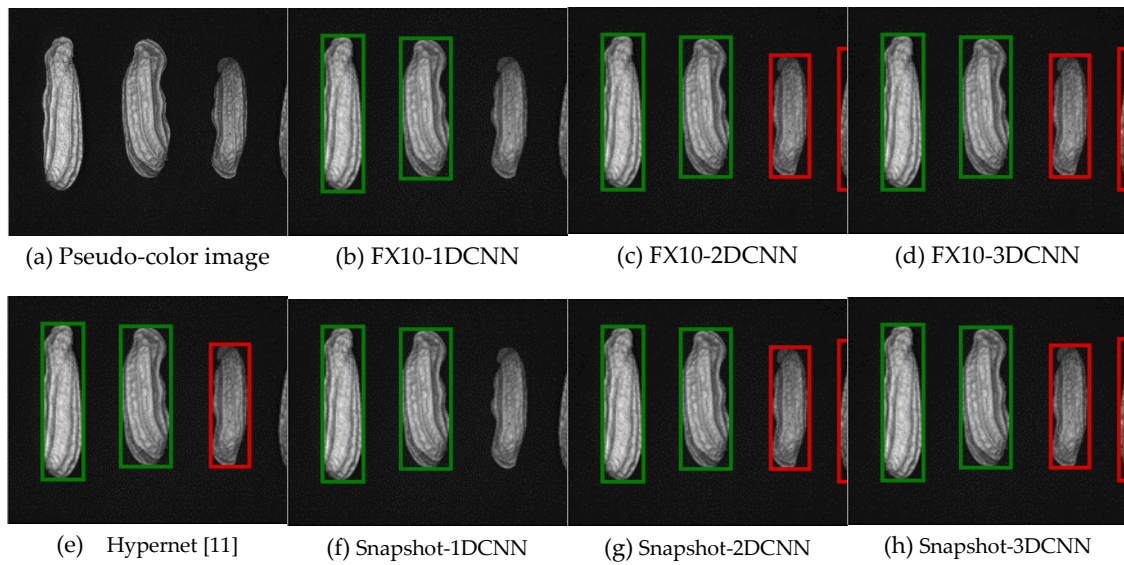 (a) Pseudo-color image
(b) FX10-1DCNN
(c) FX10-2DCNN
(d) FX10-3DCNN
(e) Hypernet [11]
(f) Snapshot-1DCNN
(g) Snapshot-2DCNN
(h) Snapshot-3DCNN